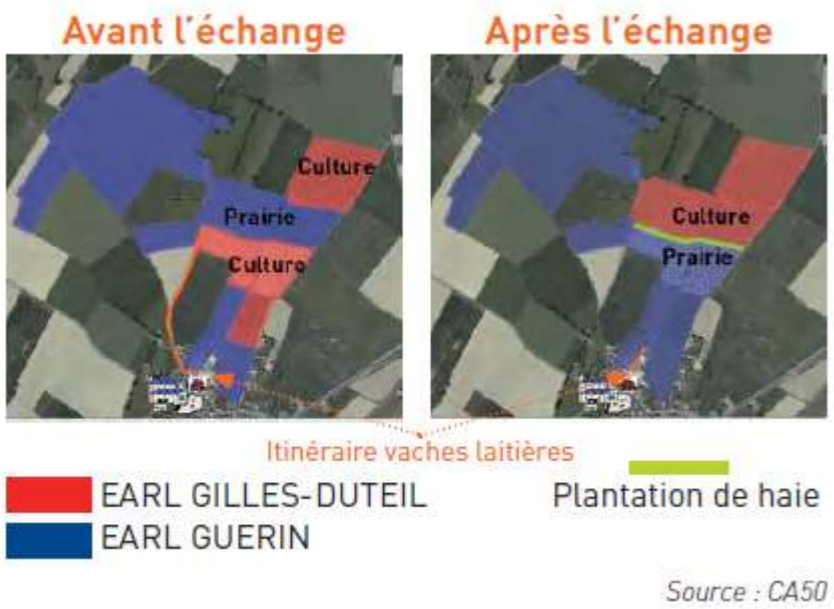 Avant l'échange
Après l'échange
Culture
Prairie
Culture
Culture
Prairie
Itinéraire vaches laitières
EARL GILLES-DUTEIL
EARL GUERIN
Plantation de haie
Source : CA50